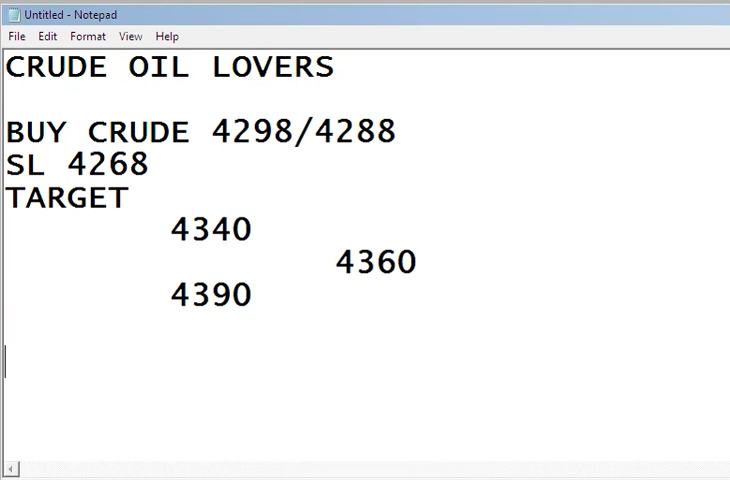 Untitled - Notepad
File Edit Format View Help
CRUDE OIL LOVERS
BUY CRUDE 4298/4288
SL 4268
TARGET
4340
4360
4390